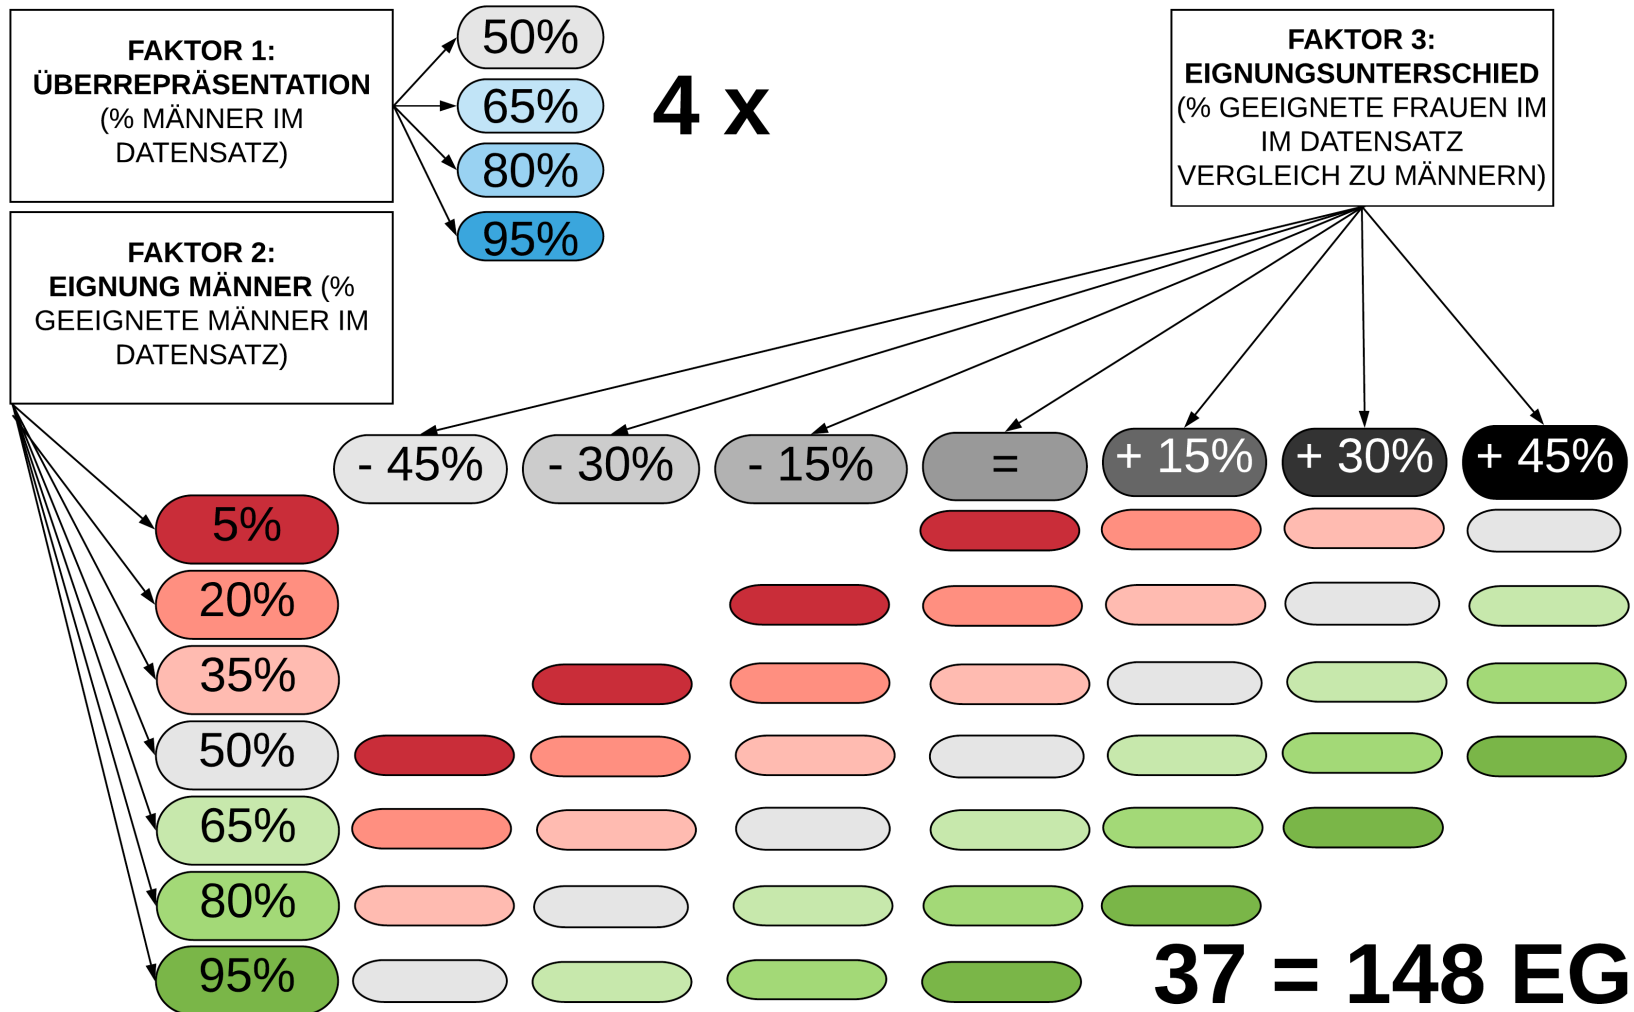 FAKTOR 1:
ÜBERREPRÄSENTATION
(% MÄNNER IM
DATENSATZ)
50%
65%
80%
95%
4 x
FAKTOR 3:
EIGNUNGSUNTERSCHIED
(% GEEIGNETE FRAUEN IM
IM DATENSATZ
VERGLEICH ZU MÄNNERN)
FAKTOR 2:
EIGNUNG MÄNNER (%
GEEIGNETE MÄNNER IM
DATENSATZ)
- 45%
- 30%
- 15%
=
+ 15%
+ 30%
+ 45%
5%
20%
35%
50%
65%
80%
95%
37 = 148 EG